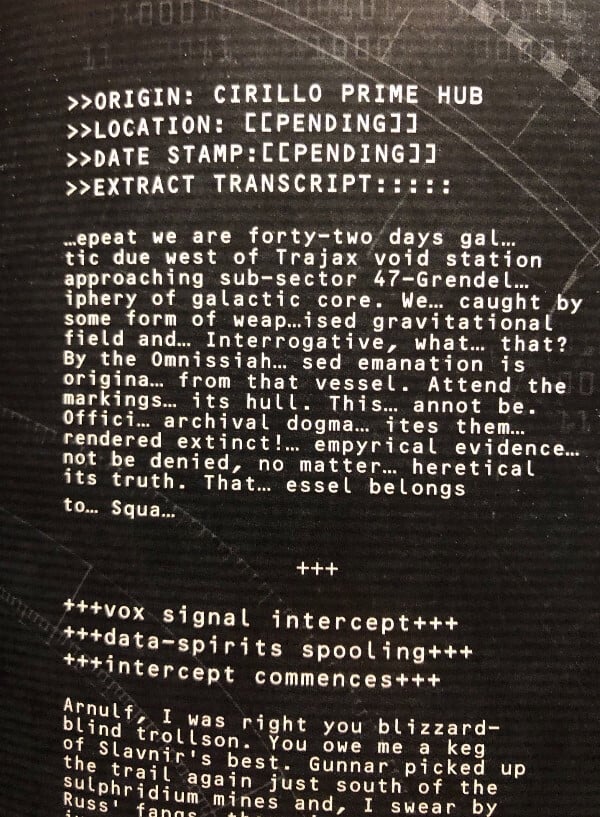 >>ORIGIN: CIRILLO PRIME HUB
>>LOCATION: [[PENDING]]
>>DATE STAMP:[[PENDING]]
>>EXTRACT TRANSCRIPT:::::
…epeat we are forty-two days gal…
tic due west of Trajax void station
approaching sub-sector 47-Grendel…
iphery of galactic core. We… caught by
some form of weap…ised gravitational
field and… Interrogative, what… that?
By the Omnissiah… sed emanation is
origina… from that vessel. Attend the
markings… its hull. This… annot be.
Offici… archival dogma… ites them…
rendered extinct!… empyrical evidence…
not be denied, no matter… heretical
its truth. That… essel belongs
to… Squa…
+++
+++vox signal intercept+++
+++data-spirits spooling+++
+++intercept commences+++
Arnulf, I was right you blizzard-
blind trollson. You owe me a keg
of Slavnir's best. Gunnar picked up
the trail again just south of the
sulphridium mines and, I swear by
Russ' fangs,